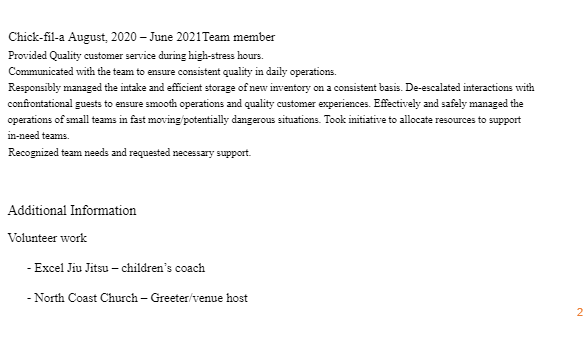 Chick-fil-a August, 2020 – June 2021Team member
Provided Quality customer service during high-stress hours.
Communicated with the team to ensure consistent quality in daily operations.
Responsibly managed the intake and efficient storage of new inventory on a consistent basis. De-escalated interactions with
confrontational guests to ensure smooth operations and quality customer experiences. Effectively and safely managed the
operations of small teams in fast moving/potentially dangerous situations. Took initiative to allocate resources to support
in-need teams.
Recognized team needs and requested necessary support.
Additional Information
Volunteer work
- Excel Jiu Jitsu – children’s coach
- North Coast Church – Greeter/venue host
2